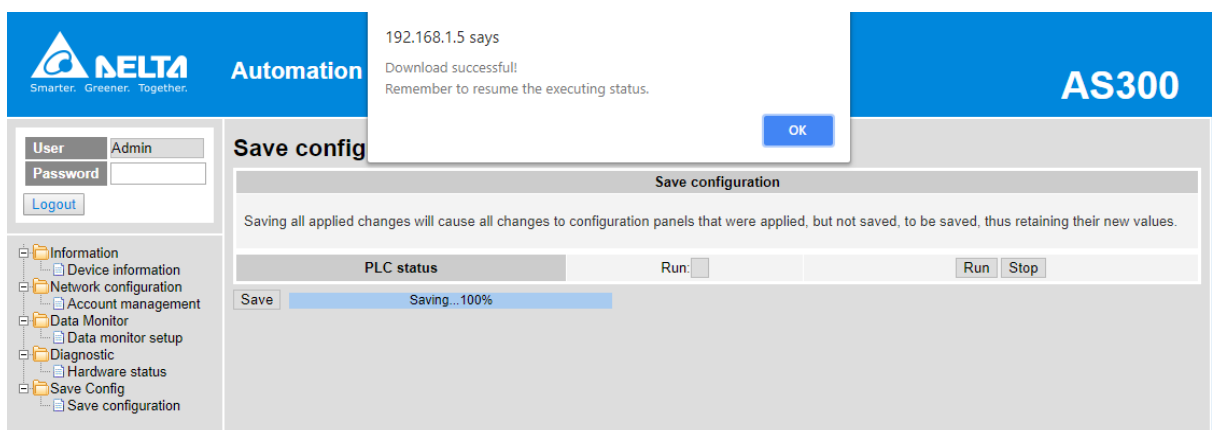 192.168.1.5 says
Download successful!
Remember to resume the executing status.
OK
DELTA
Smarter. Greener. Together.
Automation
AS300
User Admin
Password
Logout
Information
Device information
Network configuration
Account management
Data Monitor
Data monitor setup
Diagnostic
Hardware status
Save Config
Save configuration
Save config
Save configuration
Saving all applied changes will cause all changes to configuration panels that were applied, but not saved, to be saved, thus retaining their new values.
PLC status Run: Run Stop
Save Saving...100%